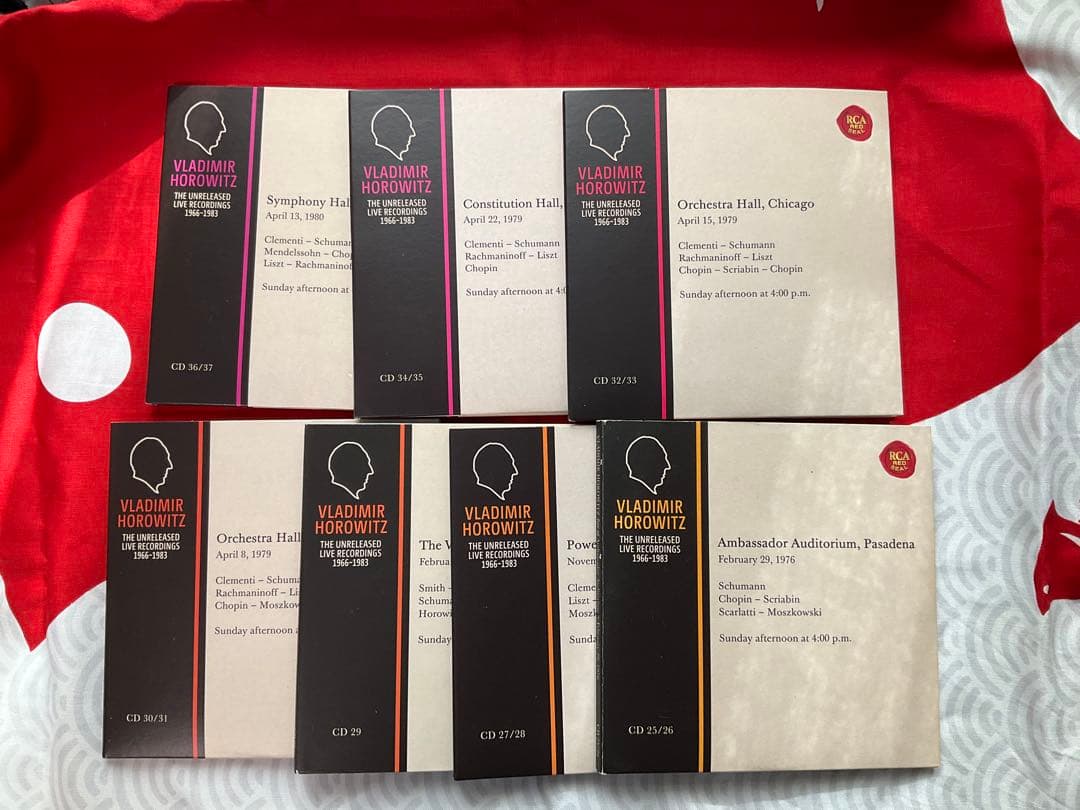 VLADIMIR
HOROWITZ
THE UNRELEASED
LIVE RECORDINGS
1966–1983
CD 36/37
Symphony Hal
April 13, 1980
Clementi – Schuman
Mendelssohn – Chop
Liszt – Rachmaninof
Sunday afternoon at
VLADIMIR
HOROWITZ
THE UNRELEASED
LIVE RECORDINGS
1966–1983
CD 34/35
Constitution Hall,
April 22, 1979
Clementi – Schumann
Rachmaninoff – Liszt
Chopin
Sunday afternoon at 4:0
VLADIMIR
HOROWITZ
THE UNRELEASED
LIVE RECORDINGS
1966–1983
CD 32/33
RCA
RED
SEAL
Orchestra Hall, Chicago
April 15, 1979
Clementi – Schumann
Rachmaninoff – Liszt
Chopin – Scriabin – Chopin
Sunday afternoon at 4:00 p.m.
VLADIMIR
HOROWITZ
THE UNRELEASED
LIVE RECORDINGS
1966–1983
CD 30/31
Orchestra Hall
April 8, 1979
Clementi – Schuma
Rachmaninoff – Li
Chopin – Moszkow
Sunday afternoon a
VLADIMIR
HOROWITZ
THE UNRELEASED
LIVE RECORDINGS
1966–1983
CD 29
The W
Februa
Smith –
Schuma
Horowi
Sunday
VLADIMIR
HOROWITZ
THE UNRELEASED
LIVE RECORDINGS
1966–1983
CD 27/28
Powe
Novem
Cleme
Liszt –
Moszk
Sunda
VLADIMIR
HOROWITZ
THE UNRELEASED
LIVE RECORDINGS
1966–1983
CD 25/26
RCA
RED
SEAL
Ambassador Auditorium, Pasadena
February 29, 1976
Schumann
Chopin – Scriabin
Scarlatti – Moszkowski
Sunday afternoon at 4:00 p.m.